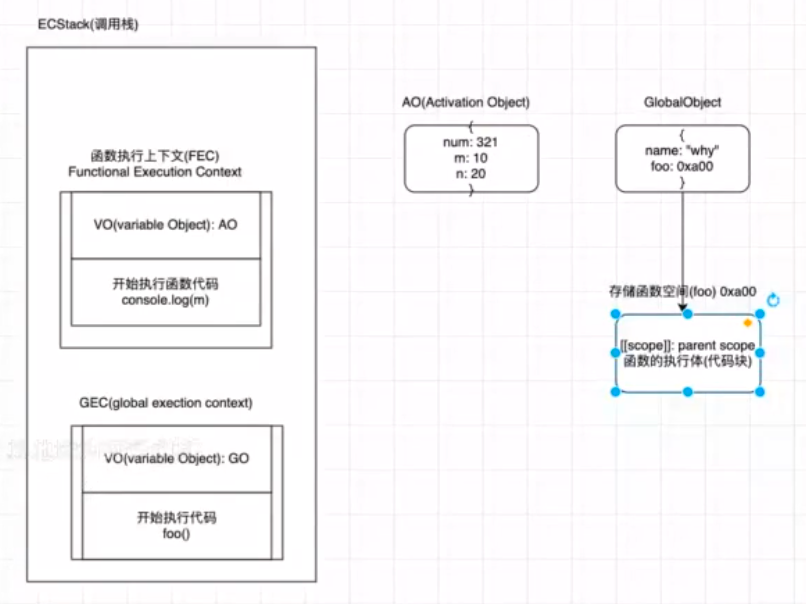 ECStack(调用栈)
AO(Activation Object)
{
num: 321
m: 10
n: 20
}
GlobalObject
{
name: "why"
foo: 0xa00
}
函数执行上下文(FEC)
Functional Execution Context
VO(variable Object): AO
开始执行函数代码
console.log(m)
存储函数空间(foo) 0xa00
[[scope]]: parent scope
函数的执行体(代码块)
GEC(global exection context)
VO(variable Object): GO
开始执行代码
foo()